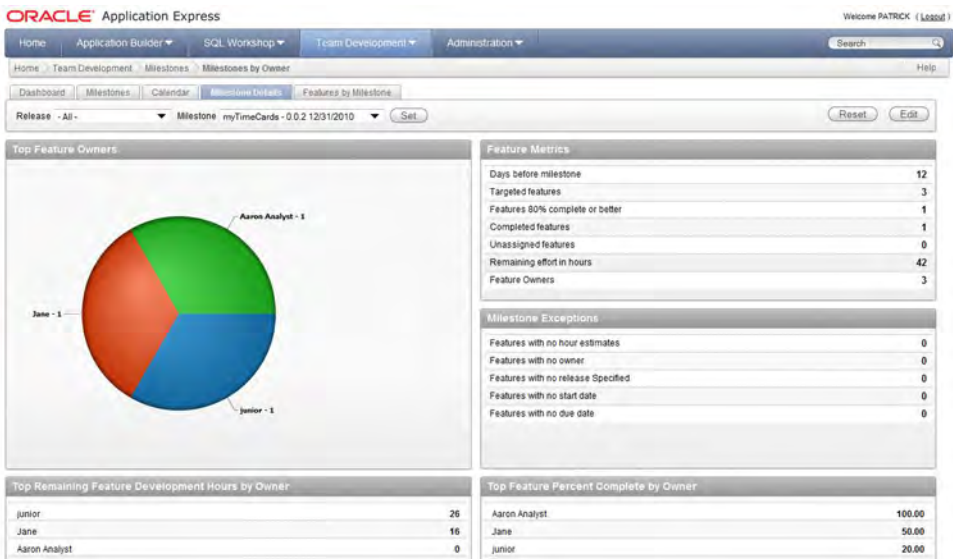 ORACLE Application Express
Welcome PATRICK ( Logout )
Home Application Builder SQL Workshop Team Development Administration Search
Home Team Development Milestones Milestones by Owner Help
Dashboard Milestones Calendar Milestone Details Features by Milestone
Release - All - Milestone myTimeCards - 0.0.2 12/31/2010 Set Reset Edit
Top Feature Owners
Aaron Analyst - 1
Jane - 1
junior - 1
Feature Metrics
Days before milestone 12
Targeted features 3
Features 80% complete or better 1
Completed features 1
Unassigned features 0
Remaining effort in hours 42
Feature Owners 3
Milestone Exceptions
Features with no hour estimates 0
Features with no owner 0
Features with no release Specified 0
Features with no start date 0
Features with no due date 0
Top Remaining Feature Development Hours by Owner
junior 26
Jane 16
Aaron Analyst 0
Top Feature Percent Complete by Owner
Aaron Analyst 100.00
Jane 50.00
junior 20.00